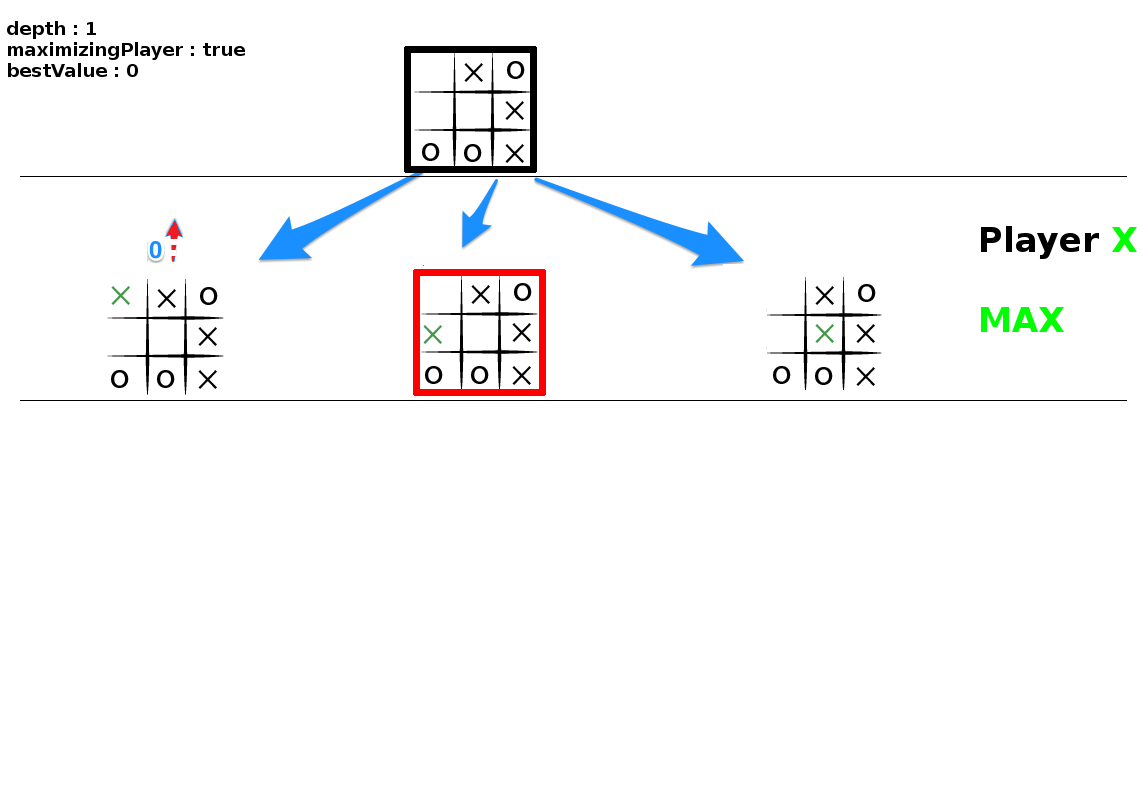 depth : 1
maximizingPlayer : true
bestValue : 0
X O
X
O O X
Player X
0
X X O
X
O O X
X O
X X
O O X
X O
X X
O O X
MAX